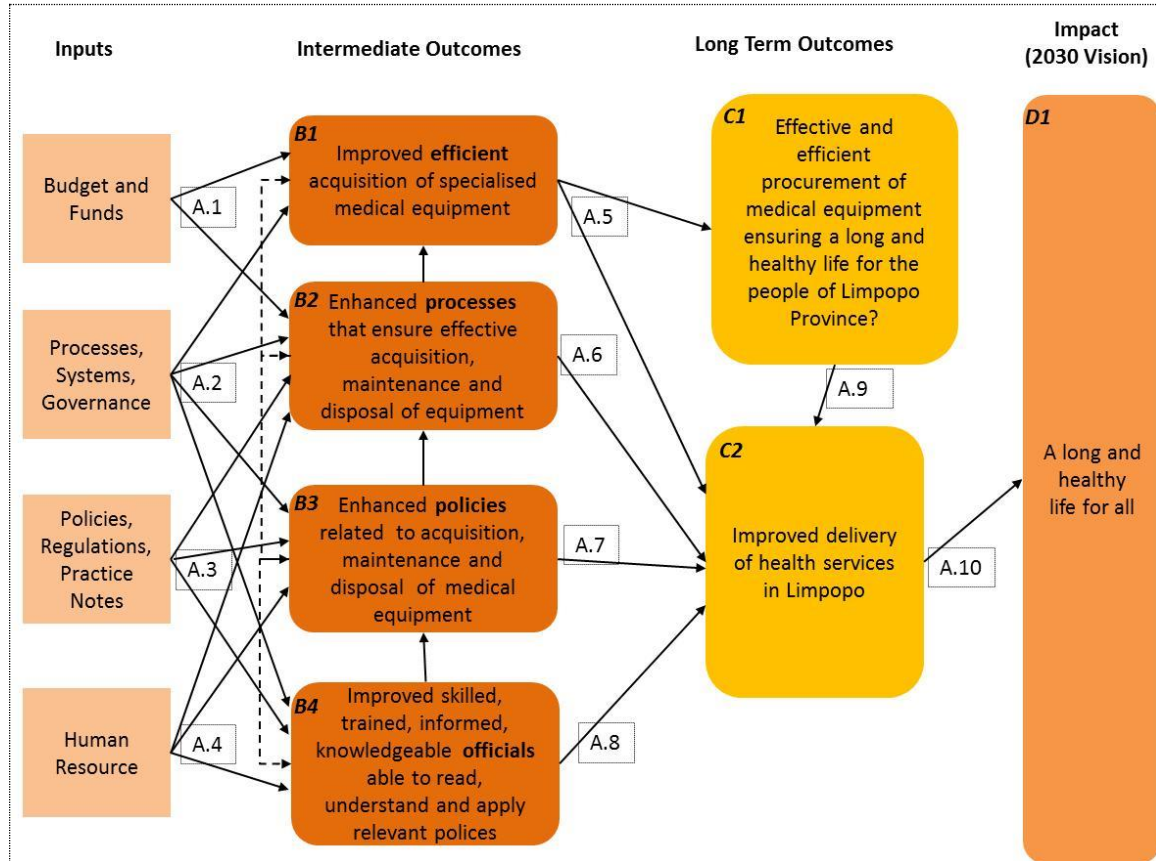 Inputs
Intermediate Outcomes
Long Term Outcomes
Impact
(2030 Vision)
Budget and
Funds
Processes,
Systems,
Governance
Policies,
Regulations,
Practice
Notes
Human
Resource
A.1
A.2
A.3
A.4
B1
Improved efficient
acquisition of specialised
medical equipment
B2
Enhanced processes
that ensure effective
acquisition,
maintenance and
disposal of equipment
B3
Enhanced policies
related to acquisition,
maintenance and
disposal of medical
equipment
B4
Improved skilled,
trained, informed,
knowledgeable officials
able to read,
understand and apply
relevant polices
A.5
A.6
A.7
A.8
C1
Effective and
efficient
procurement of
medical equipment
ensuring a long and
healthy life for the
people of Limpopo
Province?
A.9
C2
Improved delivery
of health services
in Limpopo
A.10
D1
A long and
healthy
life for all